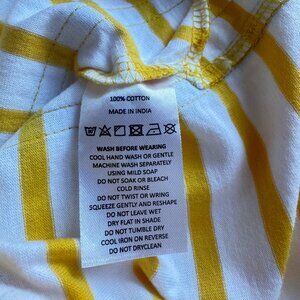 100% COTTON
MADE IN INDIA
WASH BEFORE WEARING
COOL HAND WASH OR GENTLE
MACHINE WASH SEPARATELY
USING MILD SOAP
DO NOT SOAK OR BLEACH
COLD RINSE
DO NOT TWIST OR WRING
SQUEEZE GENTLY AND RESHAPE
DO NOT LEAVE WET
DRY FLAT IN SHADE
DO NOT TUMBLE DRY
COOL IRON ON REVERSE
DO NOT DRYCLEAN